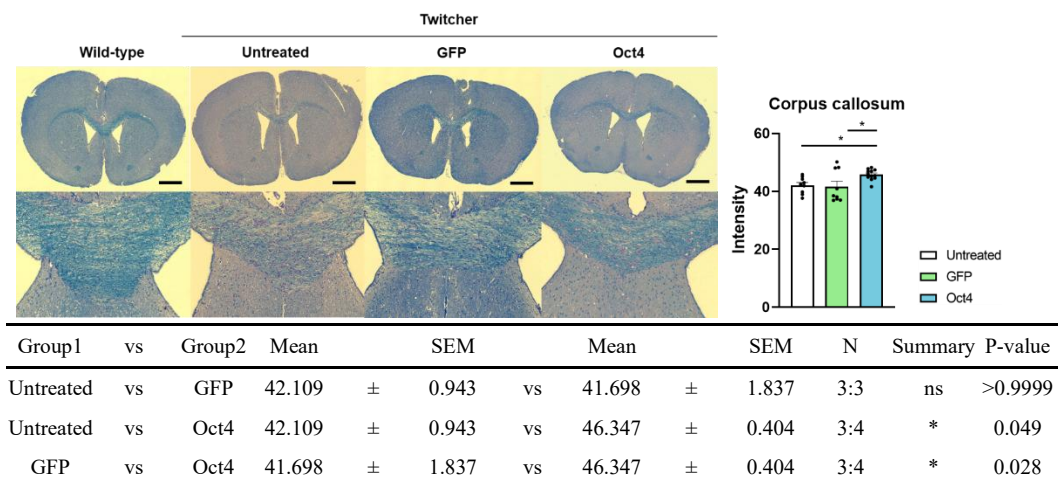 Twitcher
Wild-type Untreated GFP Oct4
Corpus callosum
* 
*
60
40
20
0
Intensity
Untreated
GFP
Oct4
Group1 vs Group2 Mean SEM Mean SEM N Summary P-value
Untreated vs GFP 42.109 ± 0.943 vs 41.698 ± 1.837 3:3 ns >0.9999
Untreated vs Oct4 42.109 ± 0.943 vs 46.347 ± 0.404 3:4 * 0.049
GFP vs Oct4 41.698 ± 1.837 vs 46.347 ± 0.404 3:4 * 0.028